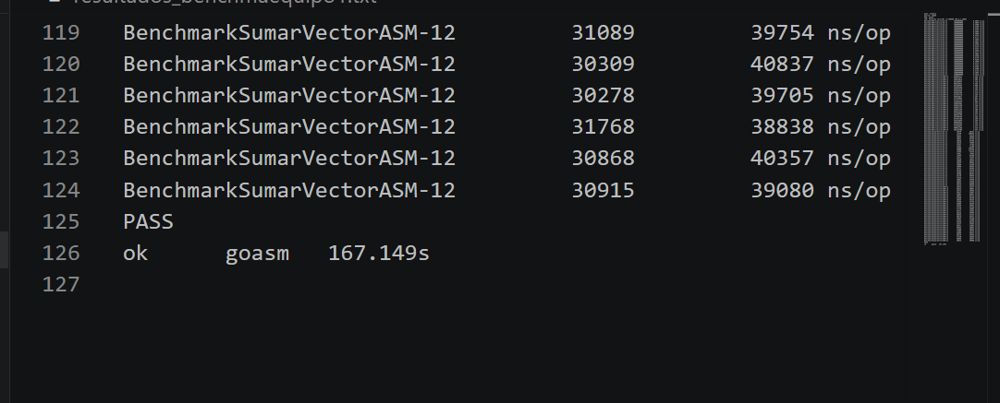 119 BenchmarkSumarVectorASM-12 31089 39754 ns/op
120 BenchmarkSumarVectorASM-12 30309 40837 ns/op
121 BenchmarkSumarVectorASM-12 30278 39705 ns/op
122 BenchmarkSumarVectorASM-12 31768 38838 ns/op
123 BenchmarkSumarVectorASM-12 30868 40357 ns/op
124 BenchmarkSumarVectorASM-12 30915 39080 ns/op
125 PASS
126 ok goasm 167.149s
127